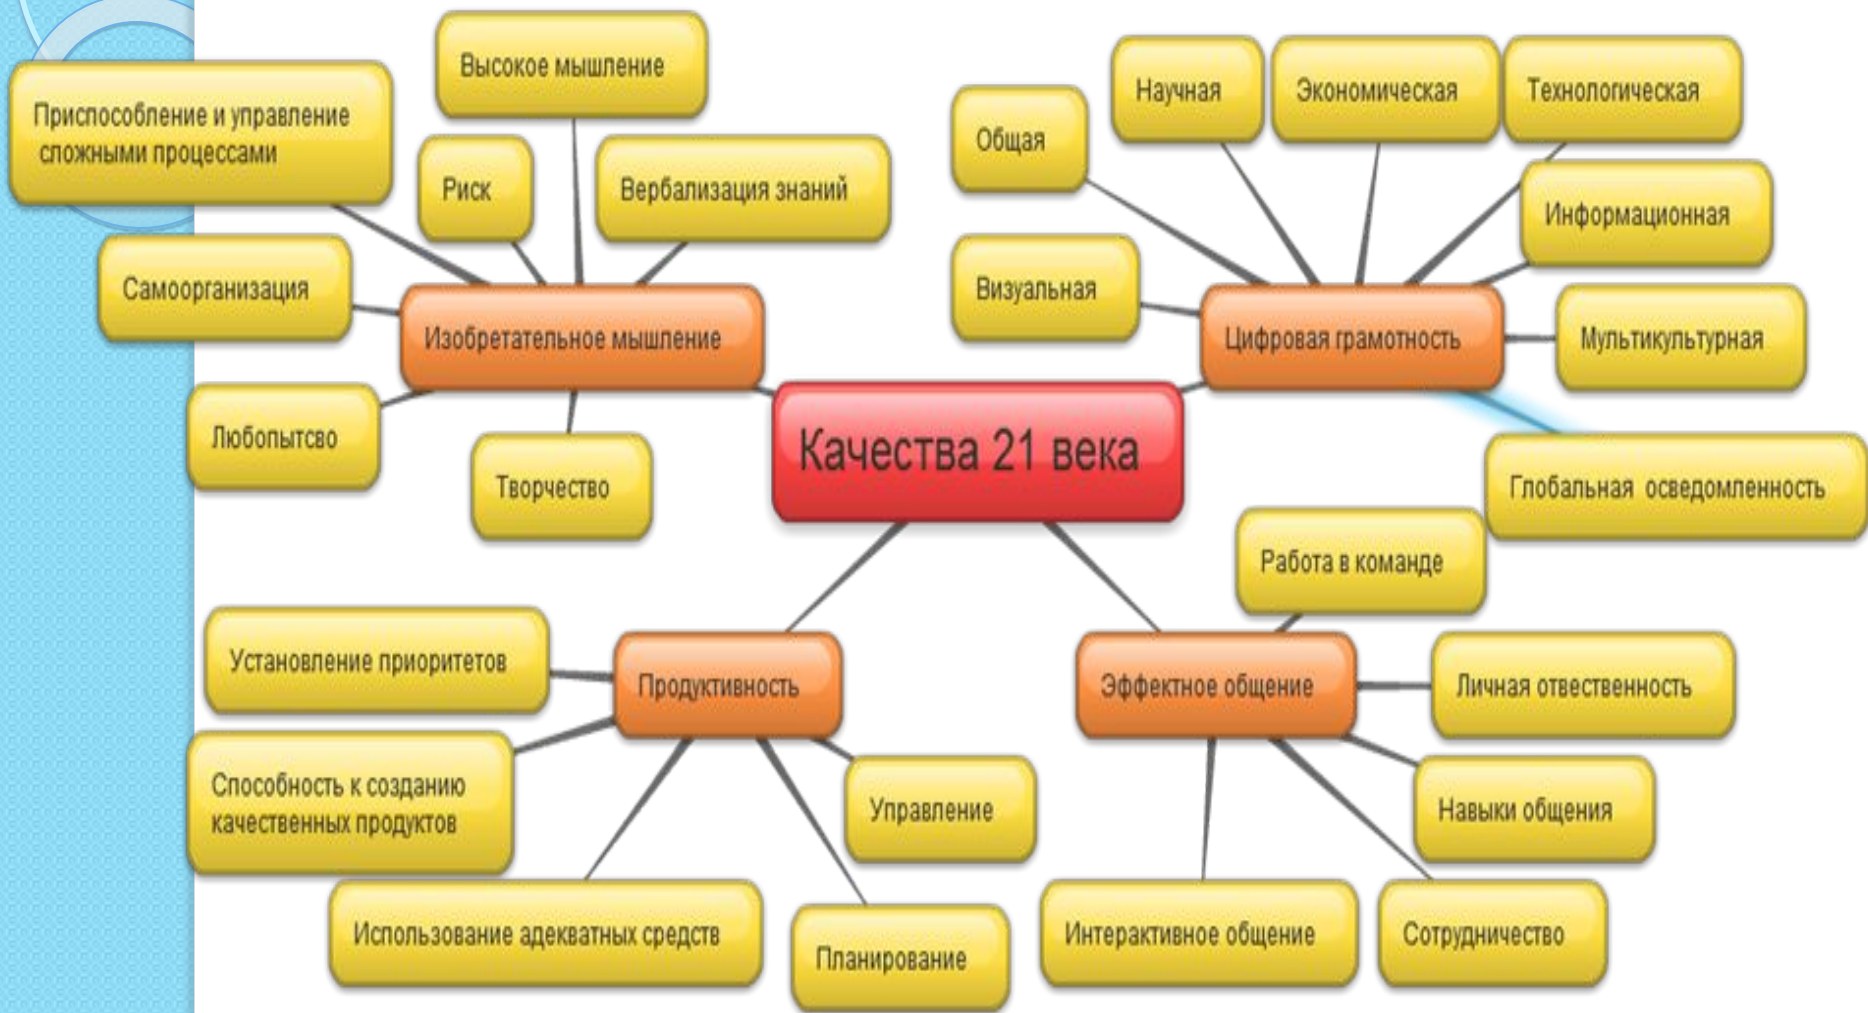 Высокое мышление
Приспособление и управление
сложными процессами
Риск
Вербализация знаний
Самоорганизация
Изобретательное мышление
Любопытсво
Творчество
Научная
Экономическая
Технологическая
Общая
Информационная
Визуальная
Цифровая грамотность
Мультикультурная
Глобальная осведомленность
Качества 21 века
Установление приоритетов
Продуктивность
Способность к созданию
качественных продуктов
Управление
Использование адекватных средств
Планирование
Работа в команде
Эффектное общение
Личная отвественность
Навыки общения
Интерактивное общение
Сотрудничество